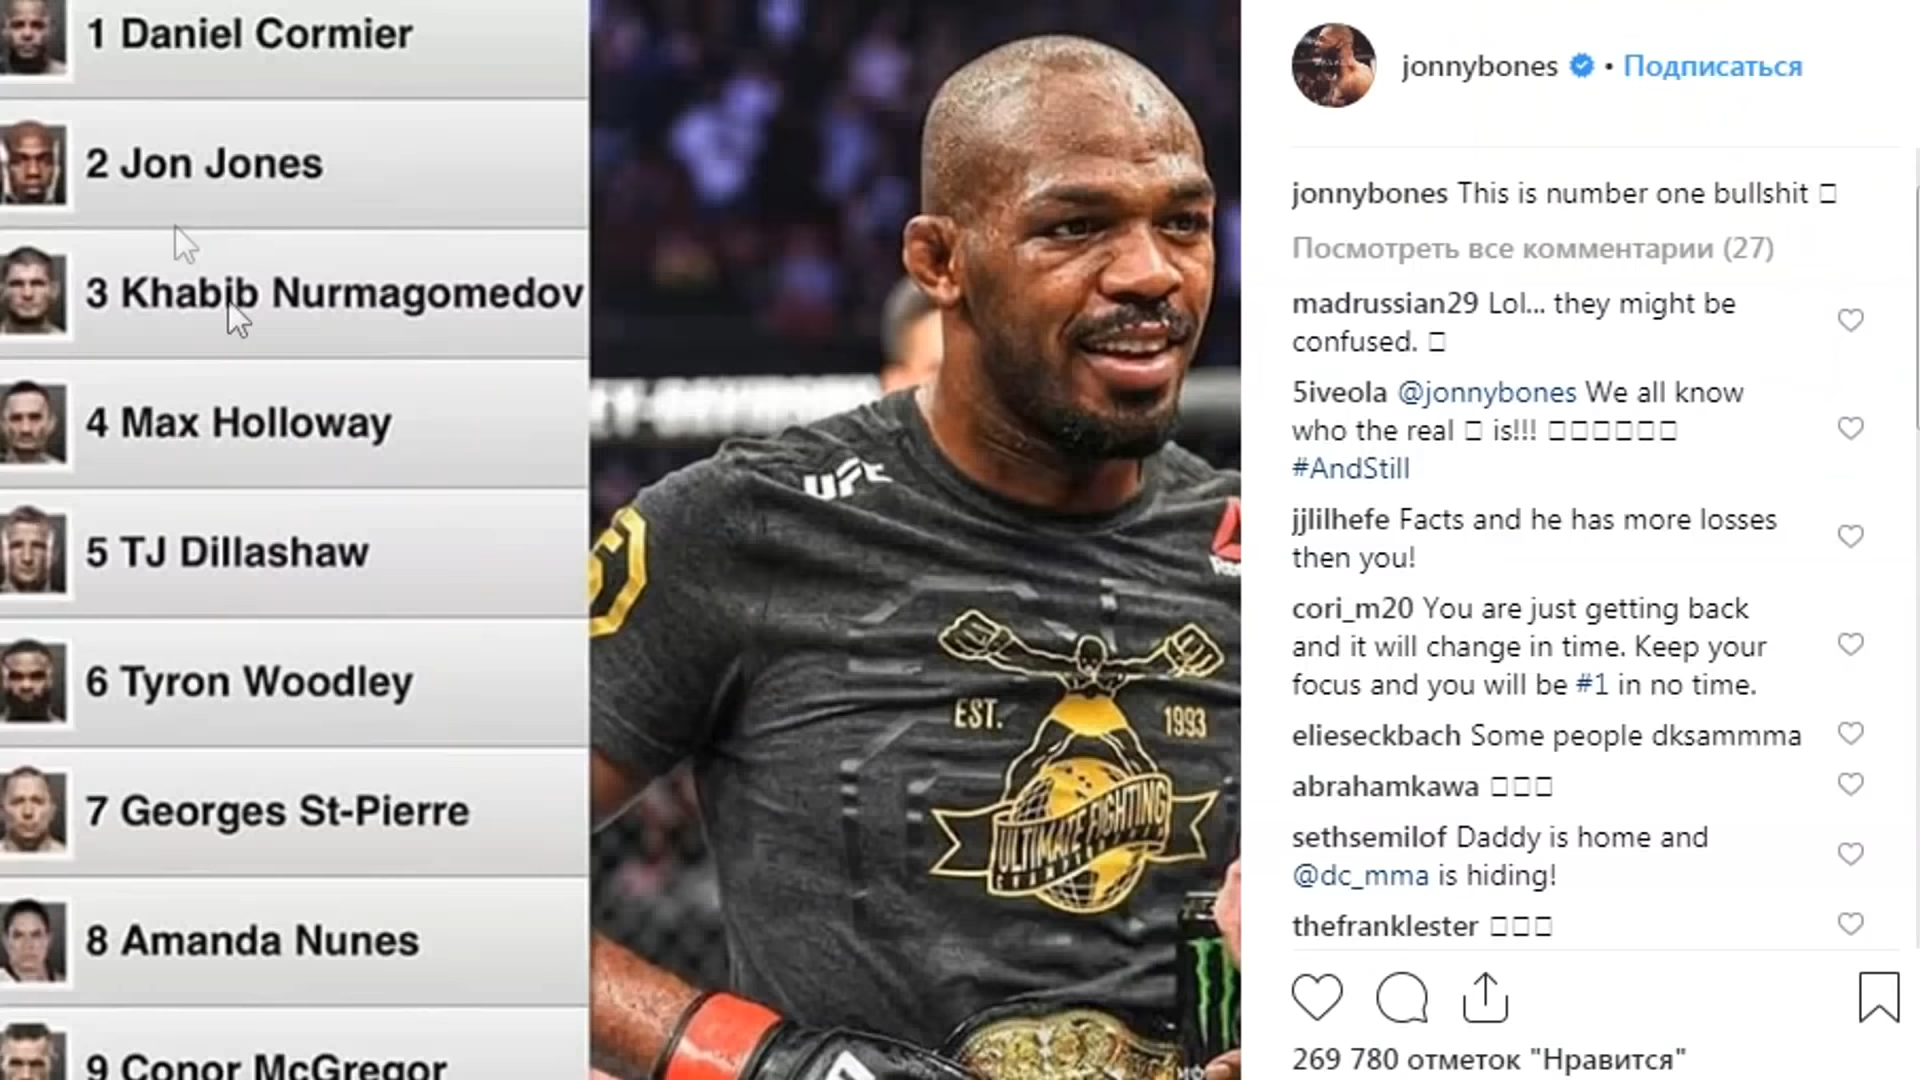 1 Daniel Cormier
2 Jon Jones
3 Khabib Nurmagomedov
4 Max Holloway
5 TJ Dillashaw
6 Tyron Woodley
7 Georges St-Pierre
8 Amanda Nunes
9 Conor McGregor
UFC
EST. 1993
ULTIMATE FIGHTING
CHAMPIONSHIP
jonnybones • Подписаться
jonnybones This is number one bullshit
Посмотреть все комментарии (27)
madrussian29 Lol... they might be
confused.
5iveola @jonnybones We all know
who the real is!!!
#AndStill
jjlilhefe Facts and he has more losses
then you!
cori_m20 You are just getting back
and it will change in time. Keep your
focus and you will be #1 in no time.
elieseckbach Some people dksammma
abrahamkawa
sethsemilof Daddy is home and
@dc_mma is hiding!
thefranklester
269 780 отметок "Нравится"